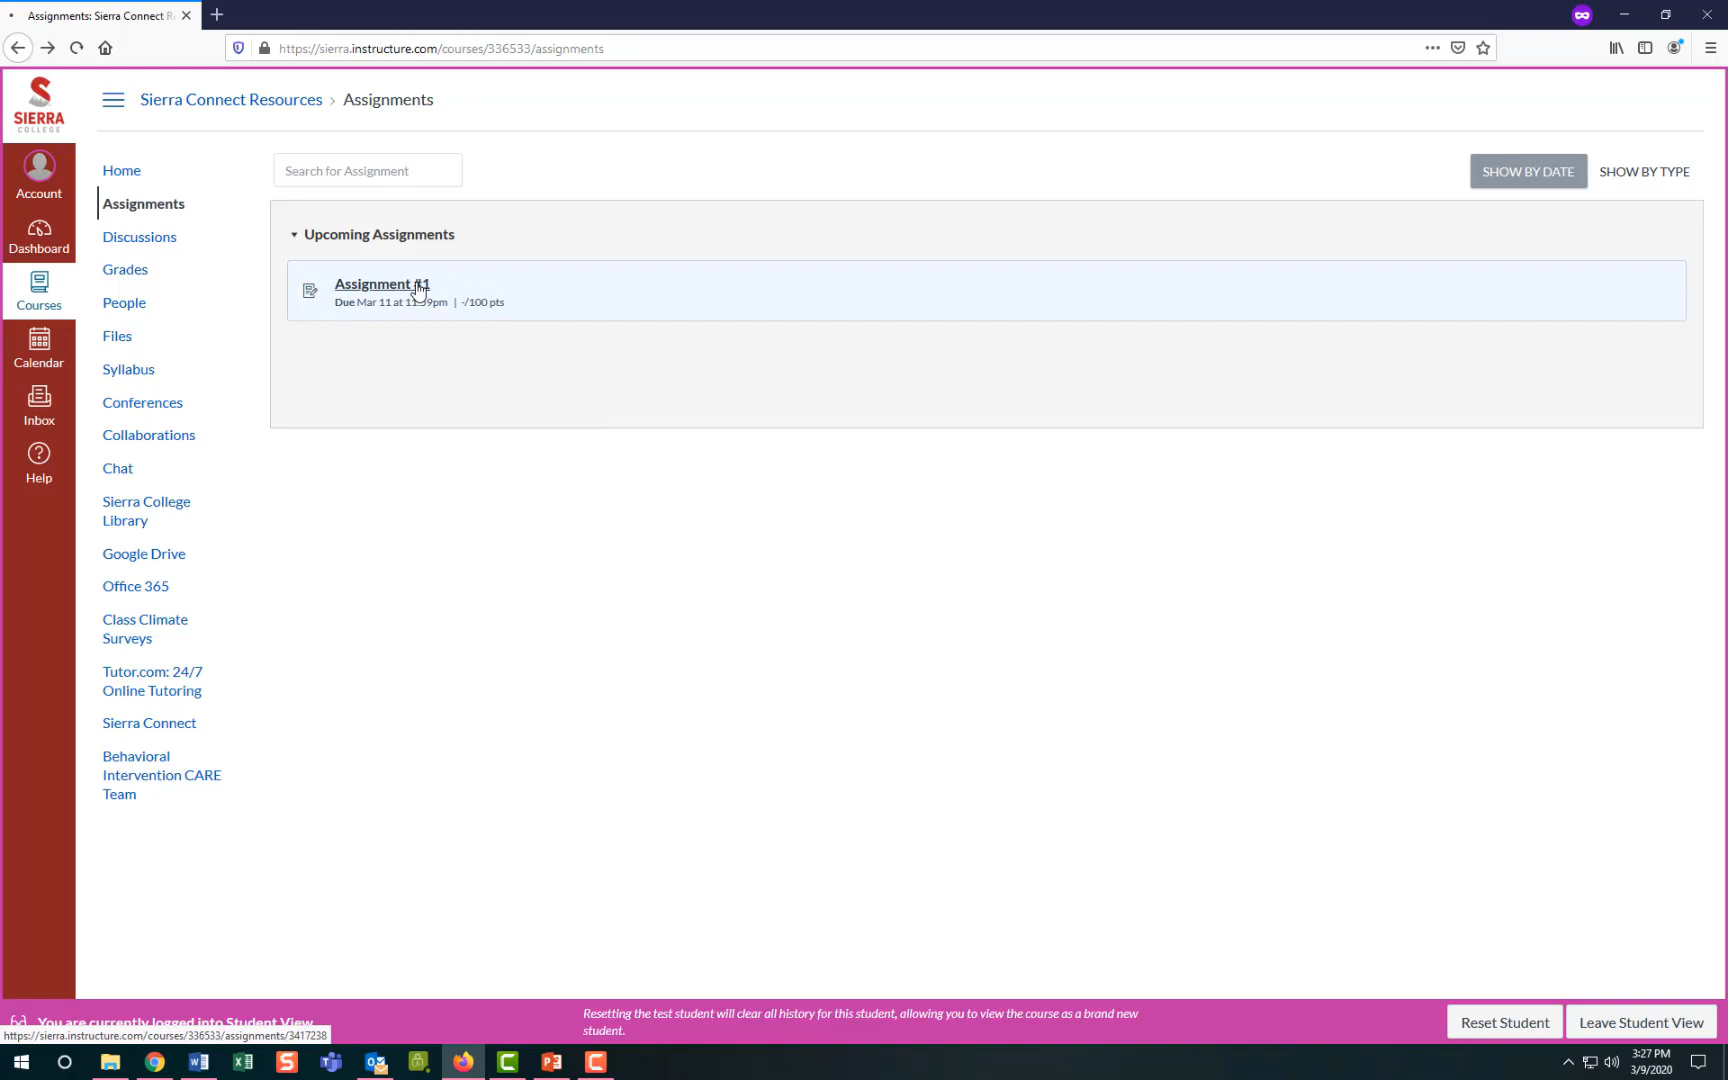 Assignments: Sierra Connect R
https://sierra.instructure.com/courses/336533/assignments
SIERRA
COLLEGE
Sierra Connect Resources › Assignments
Account
Dashboard
Courses
Calendar
Inbox
Help
Home
Assignments
Discussions
Grades
People
Files
Syllabus
Conferences
Collaborations
Chat
Sierra College
Library
Google Drive
Office 365
Class Climate
Surveys
Tutor.com: 24/7
Online Tutoring
Sierra Connect
Behavioral
Intervention CARE
Team
Search for Assignment
SHOW BY DATE
SHOW BY TYPE
Upcoming Assignments
Assignment #1
Due Mar 11 at 11:59pm | -/100 pts
You are currently logged into Student View
https://sierra.instructure.com/courses/336533/assignments/3417238
Resetting the test student will clear all history for this student, allowing you to view the course as a brand new
student.
Reset Student
Leave Student View
3:27 PM
3/9/2020